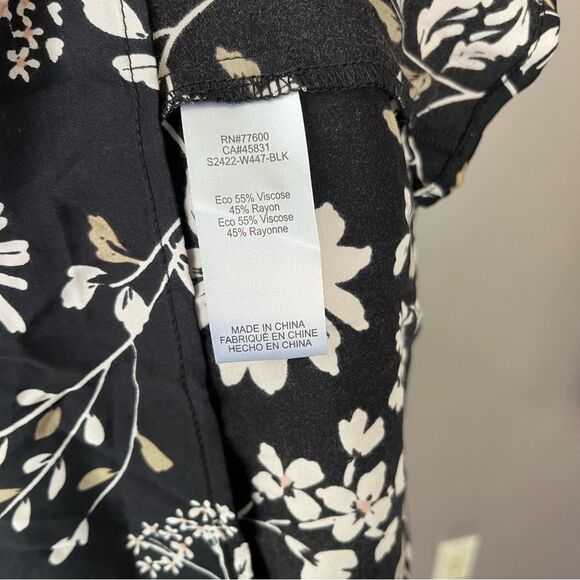 RN#77600
CA#45831
S2422-W447-BLK
Eco 55% Viscose
45% Rayon
Eco 55% Viscose
45% Rayonne
MADE IN CHINA
FABRIQUÉ EN CHINE
HECHO EN CHINA